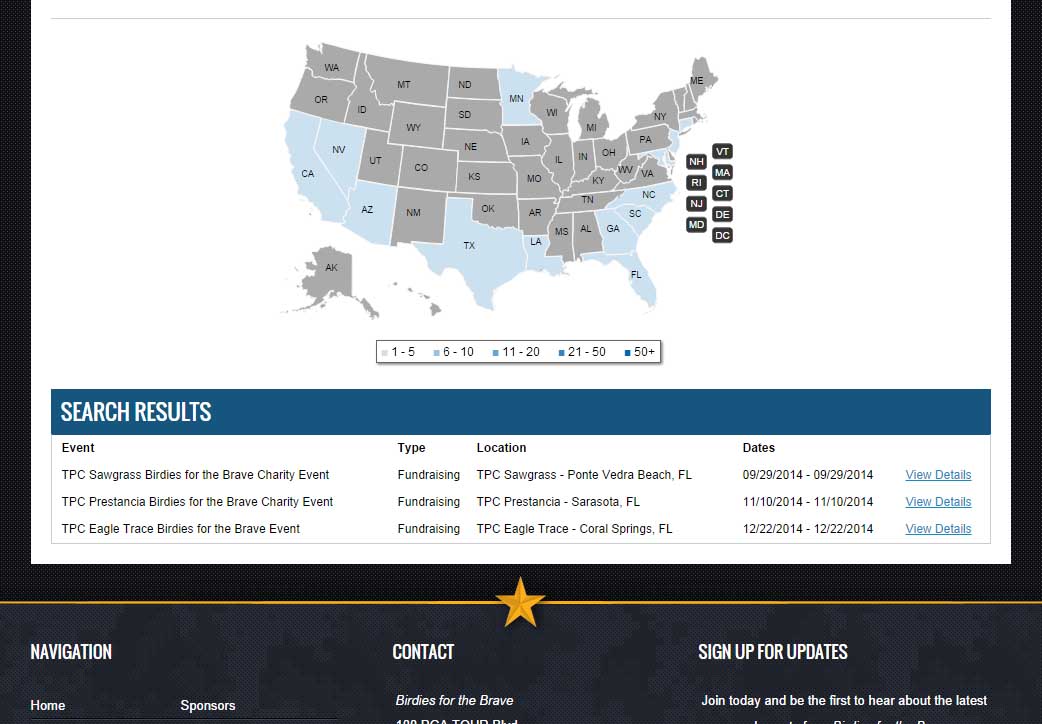 WA
MT
ND
MN
ME
OR
ID
SD
WI
NY
WY
MI
NV
UT
CO
NE
IA
IL
IN
OH
PA
CA
KS
MO
KY
WV
VA
NH
VT
MA
RI
CT
NJ
DE
MD
DC
AZ
NM
OK
AR
TN
NC
SC
TX
LA
MS
AL
GA
AK
FL
1 - 5 6 - 10 11 - 20 21 - 50 50+
SEARCH RESULTS
Event Type Location Dates
TPC Sawgrass Birdies for the Brave Charity Event Fundraising TPC Sawgrass - Ponte Vedra Beach, FL 09/29/2014 - 09/29/2014 View Details
TPC Prestancia Birdies for the Brave Charity Event Fundraising TPC Prestancia - Sarasota, FL 11/10/2014 - 11/10/2014 View Details
TPC Eagle Trace Birdies for the Brave Event Fundraising TPC Eagle Trace - Coral Springs, FL 12/22/2014 - 12/22/2014 View Details
NAVIGATION CONTACT SIGN UP FOR UPDATES
Home Sponsors Birdies for the Brave Join today and be the first to hear about the latest
100 PGA TOUR Blvd